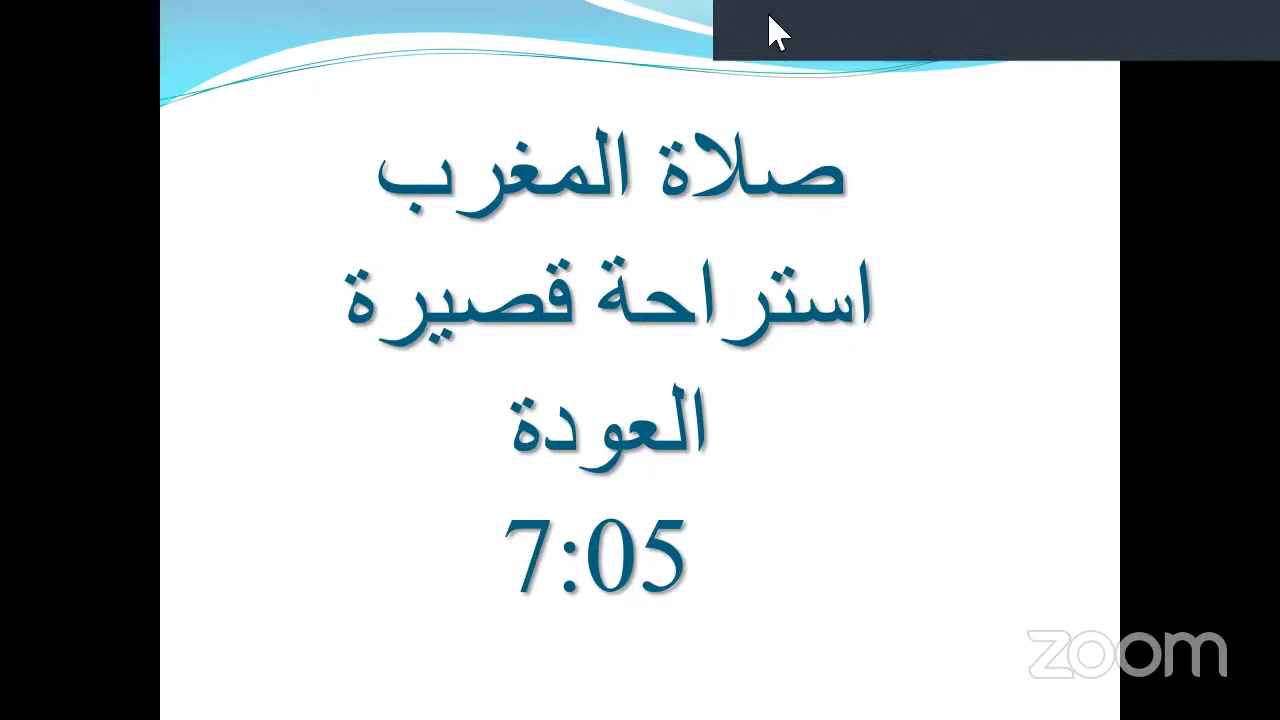 صلاة المغرب
استراحة قصيرة
العودة
7:05
zoom